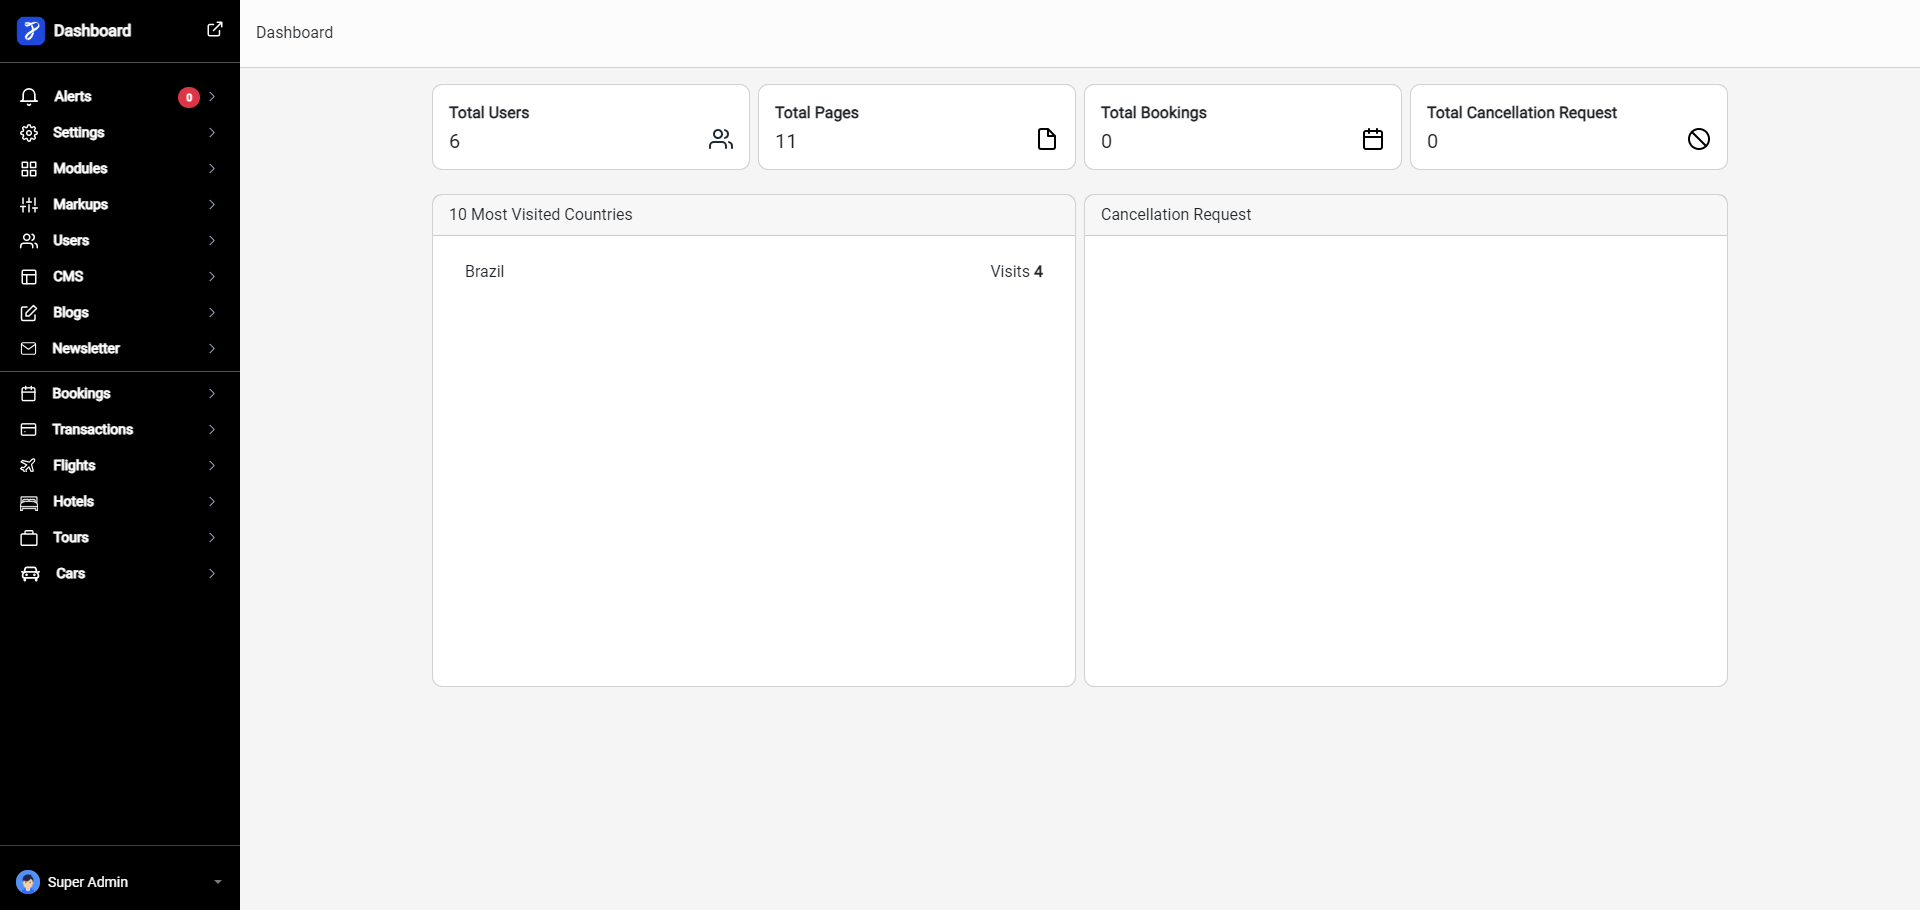 Dashboard
Alerts 0
Settings
Modules
Markups
Users
CMS
Blogs
Newsletter
Bookings
Transactions
Flights
Hotels
Tours
Cars
Super Admin
Dashboard
Total Users
6
Total Pages
11
Total Bookings
0
Total Cancellation Request
0
10 Most Visited Countries
Brazil Visits 4
Cancellation Request